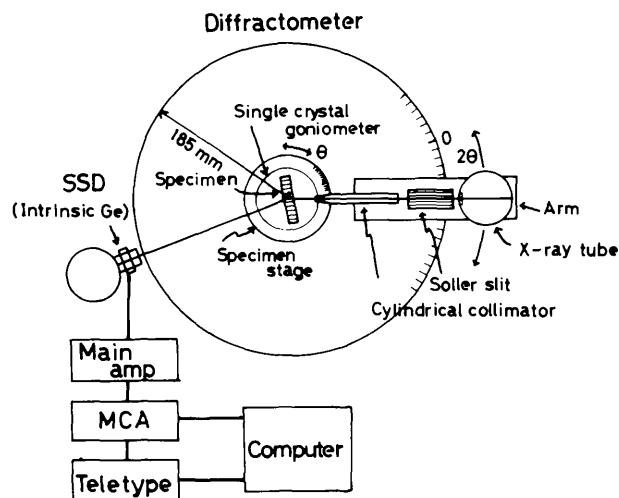 Diffractometer
Single crystal
goniometer
θ
185 mm
0
2θ
SSD
(Intrinsic Ge)
Specimen
Arm
X-ray tube
Specimen
stage
Soller slit
Cylindrical collimator
Main
amp
MCA
Computer
Teletype